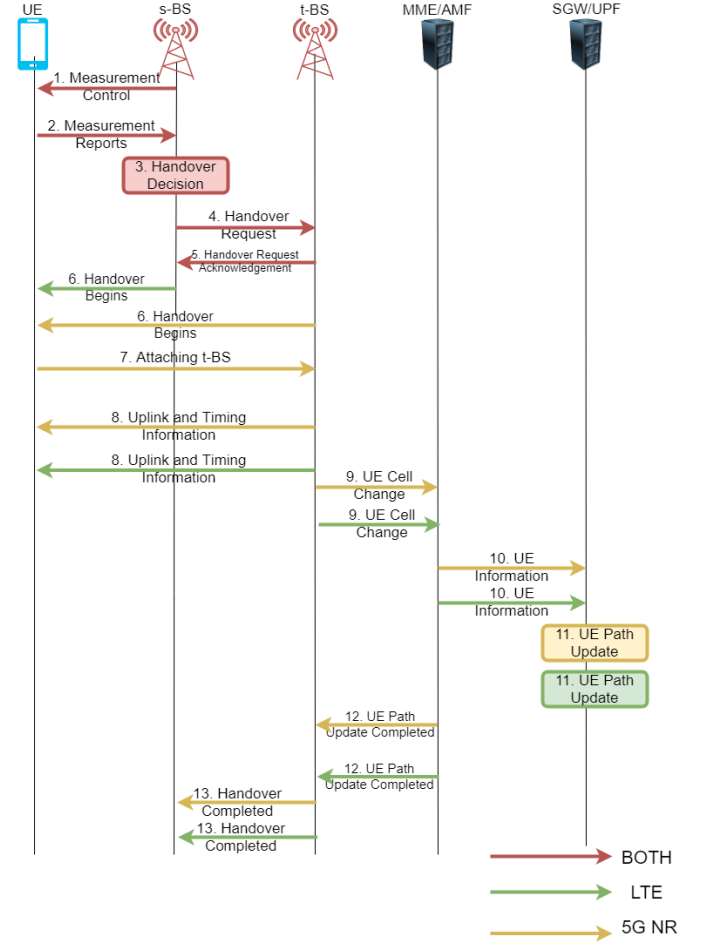 UE
s-BS
t-BS
MME/AMF
SGW/UPF
1. Measurement
Control
2. Measurement
Reports
3. Handover
Decision
4. Handover
Request
5. Handover Request
Acknowledgement
6. Handover
Begins
6. Handover
Begins
7. Attaching t-BS
8. Uplink and Timing
Information
8. Uplink and Timing
Information
9. UE Cell
Change
9. UE Cell
Change
10. UE
Information
10. UE
Information
11. UE Path
Update
11. UE Path
Update
12. UE Path
Update Completed
12. UE Path
Update Completed
13. Handover
Completed
13. Handover
Completed
BOTH
LTE
5G NR